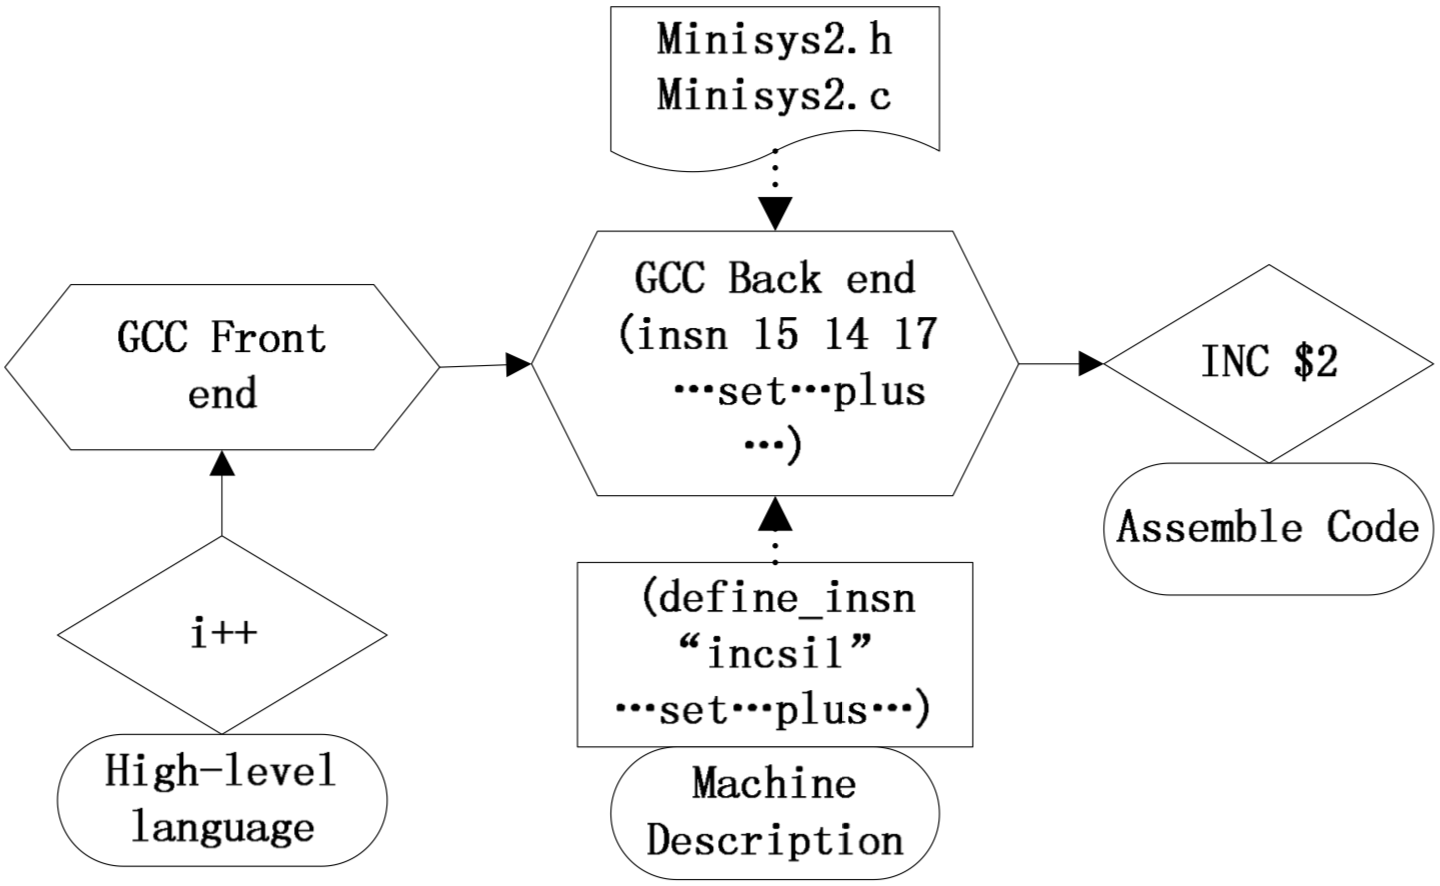 Minisys2.h
Minisys2.c
GCC Front
end
GCC Back end
(insn 15 14 17
…set…plus
…)
INC $2
Assemble Code
i++
High-level
language
(define_insn
“incsi1”
…set…plus…)
Machine
Description